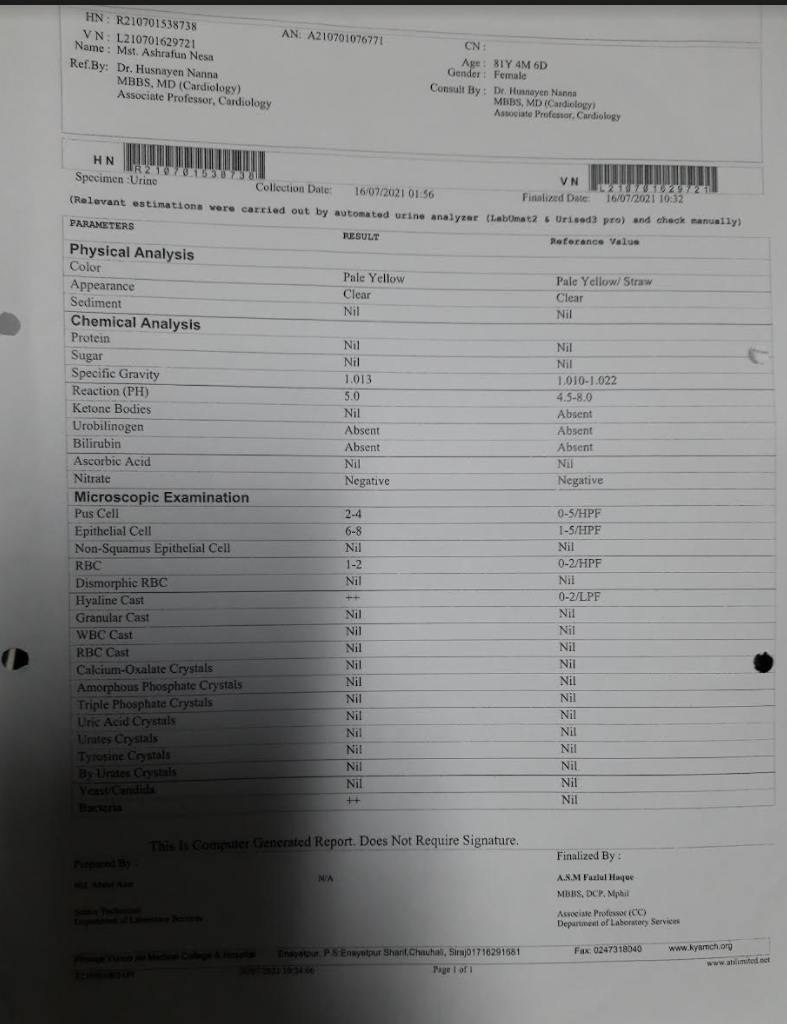 HN : R210701538738
VN : L210701629721
AN: A210701076771
CN :
Name : Mst. Ashrafun Nesa
Age : 81Y 4M 6D
Gender : Female
Ref.By: Dr. Husnayen Nanna
MBBS, MD (Cardiology)
Associate Professor, Cardiology
Consult By : Dr. Husnayen Nanna
MBBS, MD (Cardiology)
Associate Professor, Cardiology
HN
R210701538738
VN
L210701629721
Specimen :Urine Collection Date: 16/07/2021 01:56 Finalized Date: 16/07/2021 10:32
(Relevant estimations were carried out by automated urine analyzer (LabUmat2 & Urised3 pro) and check manually)
PARAMETERS RESULT Reference Value
Physical Analysis
Color Pale Yellow Pale Yellow/ Straw
Appearance Clear Clear
Sediment Nil Nil
Chemical Analysis
Protein Nil Nil
Sugar Nil Nil
Specific Gravity 1.013 1.010-1.022
Reaction (PH) 5.0 4.5-8.0
Ketone Bodies Nil Absent
Urobilinogen Absent Absent
Bilirubin Absent Absent
Ascorbic Acid Nil Nil
Nitrate Negative Negative
Microscopic Examination
Pus Cell 2-4 0-5/HPF
Epithelial Cell 6-8 1-5/HPF
Non-Squamus Epithelial Cell Nil Nil
RBC 1-2 0-2/HPF
Dismorphic RBC Nil Nil
Hyaline Cast ++ 0-2/LPF
Granular Cast Nil Nil
WBC Cast Nil Nil
RBC Cast Nil Nil
Calcium-Oxalate Crystals Nil Nil
Amorphous Phosphate Crystals Nil Nil
Triple Phosphate Crystals Nil Nil
Uric Acid Crystals Nil Nil
Urates Crystals Nil Nil
Tyrosine Crystals Nil Nil
By Urates Crystals Nil Nil
Yeast/Candida Nil Nil
Bacteria ++ Nil
This Is Computer Generated Report. Does Not Require Signature.
Prepared By : Finalized By :
N/A A.S.M Fazlul Haque
MBBS, DCP, Mphil
Associate Professor (CC)
Department of Laboratory Services
Department of Laboratory Services
Medical College & Hospital Enayetpur, P.S:Enayetpur Sharif,Chauhali, Siraj01716291681 Fax: 0247318040 www.kyamch.org
Page 1 of 1 www.atilimited.net